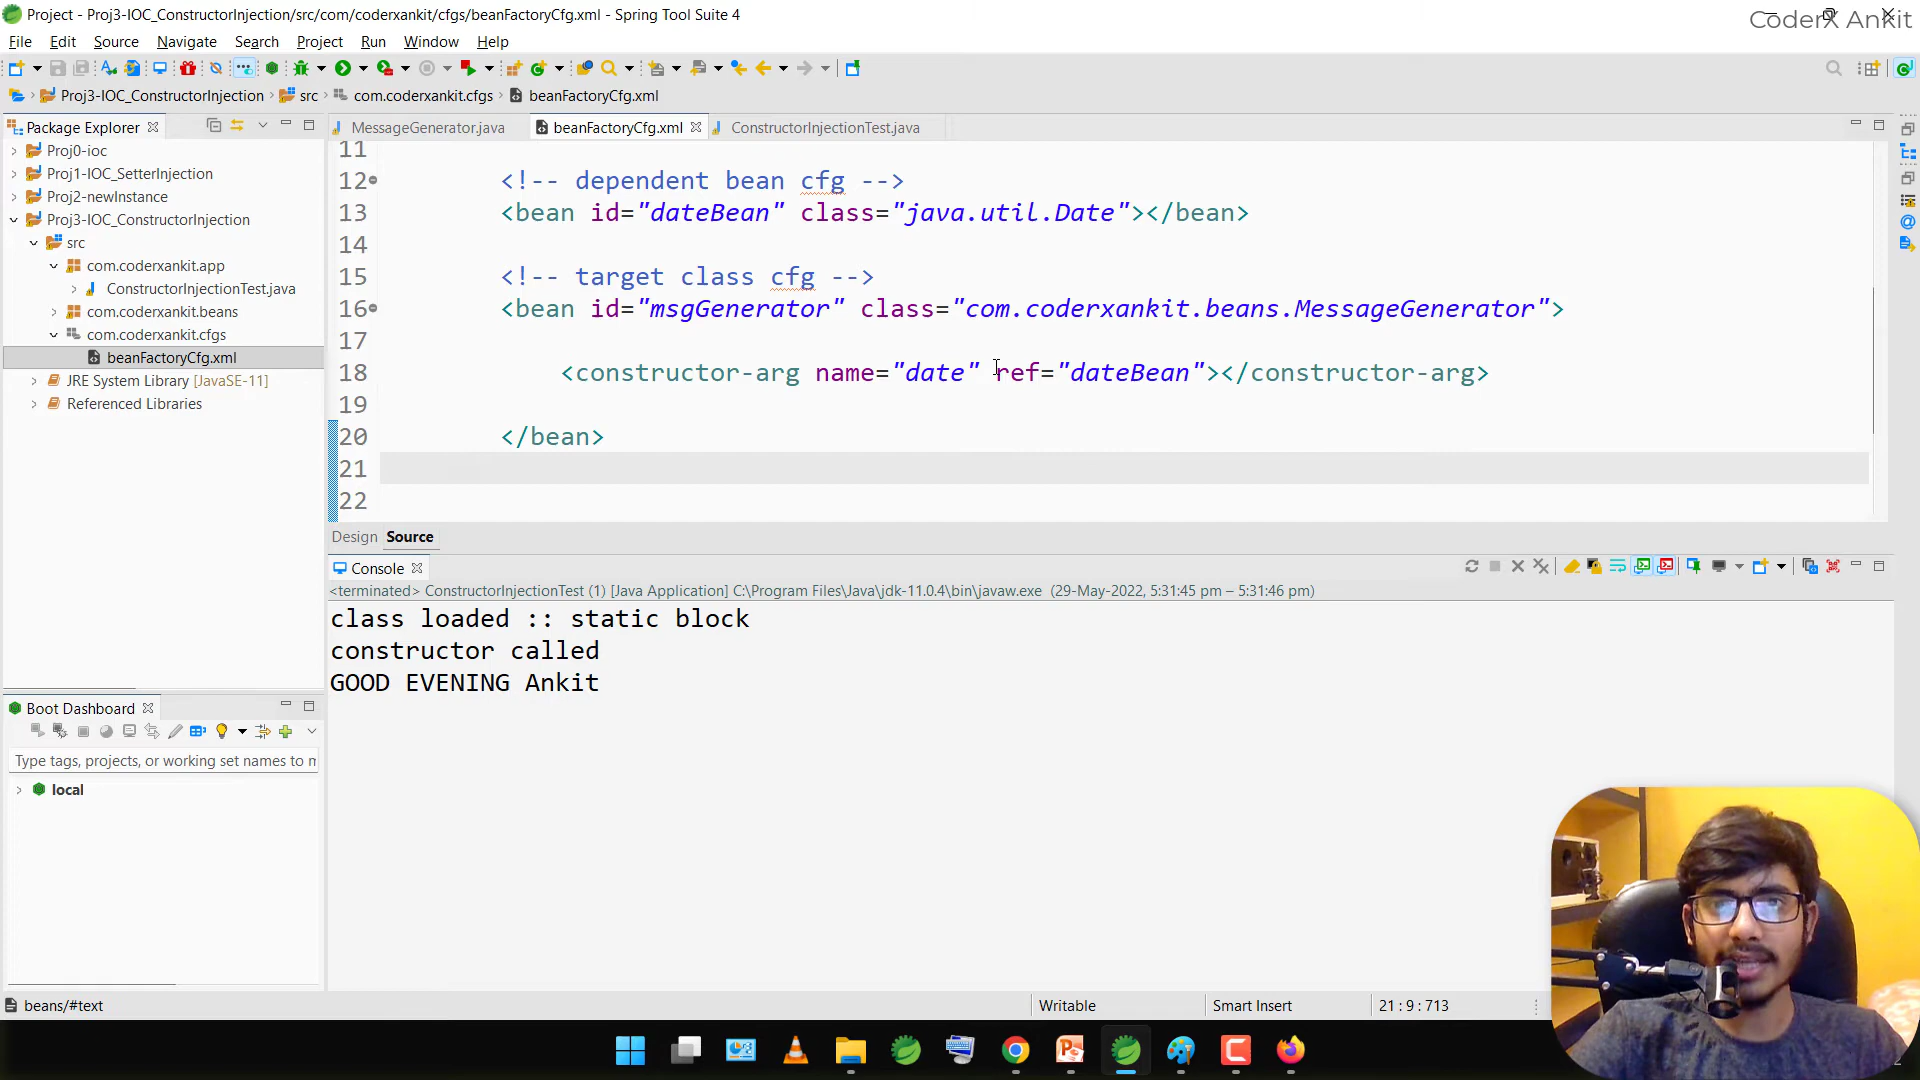 Project - Proj3-IOC_ConstructorInjection/src/com/coderxankit/cfgs/beanFactoryCfg.xml - Spring Tool Suite 4
CoderX Ankit
File Edit Source Navigate Search Project Run Window Help
Proj3-IOC_ConstructorInjection src com.coderxankit.cfgs beanFactoryCfg.xml
Package Explorer
Proj0-ioc
Proj1-IOC_SetterInjection
Proj2-newInstance
Proj3-IOC_ConstructorInjection
src
com.coderxankit.app
ConstructorInjectionTest.java
com.coderxankit.beans
com.coderxankit.cfgs
beanFactoryCfg.xml
JRE System Library [JavaSE-11]
Referenced Libraries
MessageGenerator.java beanFactoryCfg.xml ConstructorInjectionTest.java
11
12 <!-- dependent bean cfg -->
13 <bean id="dateBean" class="java.util.Date"></bean>
14
15 <!-- target class cfg -->
16 <bean id="msgGenerator" class="com.coderxankit.beans.MessageGenerator">
17
18 <constructor-arg name="date" ref="dateBean"></constructor-arg>
19
20 </bean>
21
22
Design Source
Console
<terminated> ConstructorInjectionTest (1) [Java Application] C:\Program Files\Java\jdk-11.0.4\bin\javaw.exe (29-May-2022, 5:31:45 pm – 5:31:46 pm)
class loaded :: static block
constructor called
GOOD EVENING Ankit
Boot Dashboard
Type tags, projects, or working set names to m
local
beans/#text Writable Smart Insert 21 : 9 : 713